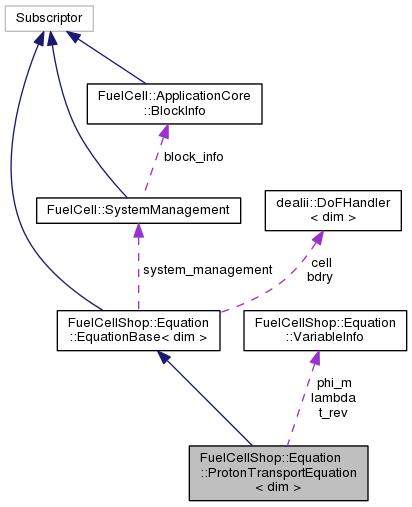 Subscriptor
FuelCell::ApplicationCore
::BlockInfo
block_info
FuelCell::SystemManagement
dealii::DoFHandler
< dim >
system_management
cell
bdry
FuelCellShop::Equation
::EquationBase< dim >
FuelCellShop::Equation
::VariableInfo
phi_m
lambda
t_rev
FuelCellShop::Equation
::ProtonTransportEquation
< dim >